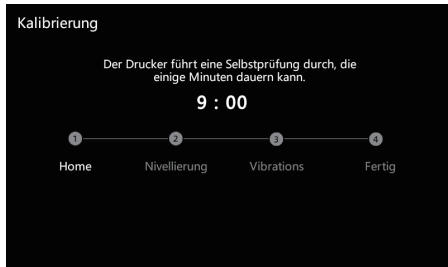 Kalibrierung
Der Drucker führt eine Selbstprüfung durch, die
einige Minuten dauern kann.
9 : 00
1 2 3 4
Home Nivellierung Vibrations Fertig